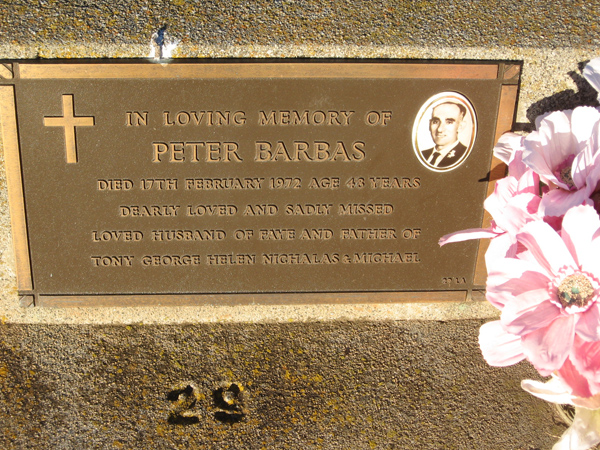 IN LOVING MEMORY OF
PETER BARBAS
DIED 17TH FEBRUARY 1972 AGE 43 YEARS
DEARLY LOVED AND SADLY MISSED
LOVED HUSBAND OF FAYE AND FATHER OF
TONY GEORGE HELEN NICHALAS & MICHAEL